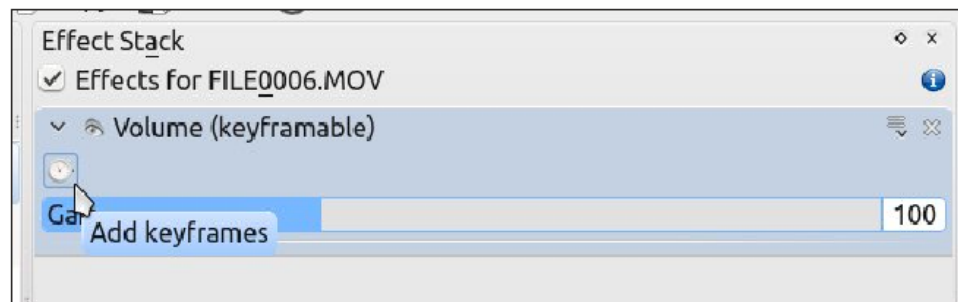 Effect Stack
Effects for FILE0006.MOV
Volume (keyframable)
100
Add keyframes